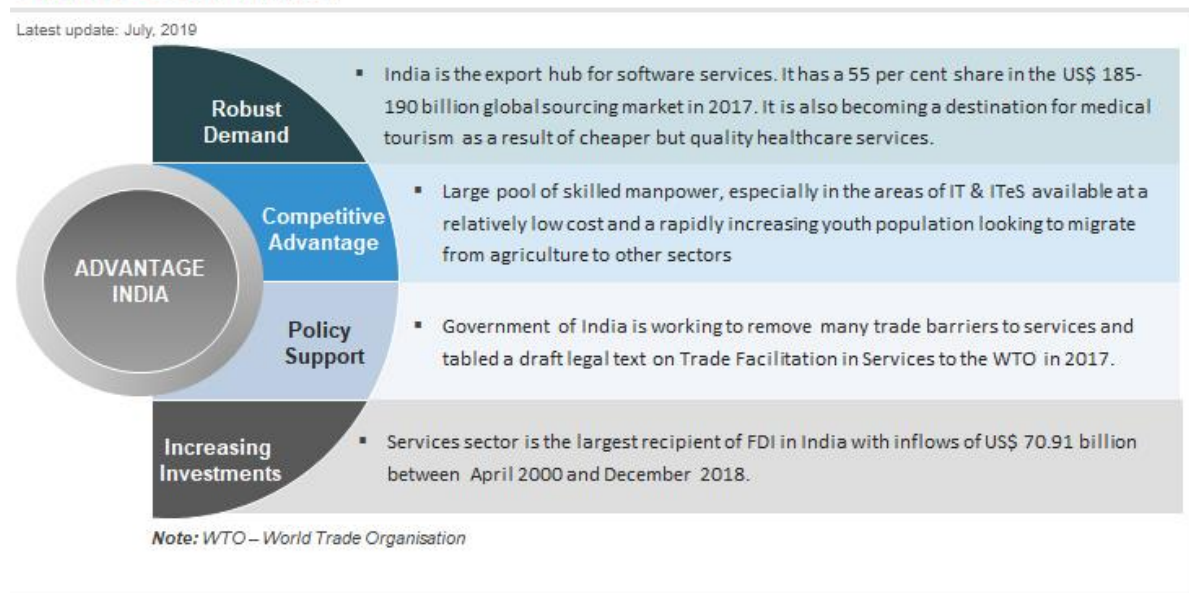 Latest update: July, 2019
Robust
Demand
▪ India is the export hub for software services. It has a 55 per cent share in the US$ 185-
190 billion global sourcing market in 2017. It is also becoming a destination for medical
tourism as a result of cheaper but quality healthcare services.
Competitive
Advantage
▪ Large pool of skilled manpower, especially in the areas of IT & ITeS available at a
relatively low cost and a rapidly increasing youth population looking to migrate
from agriculture to other sectors
ADVANTAGE
INDIA
Policy
Support
▪ Government of India is working to remove many trade barriers to services and
tabled a draft legal text on Trade Facilitation in Services to the WTO in 2017.
Increasing
Investments
▪ Services sector is the largest recipient of FDI in India with inflows of US$ 70.91 billion
between April 2000 and December 2018.
Note: WTO – World Trade Organisation